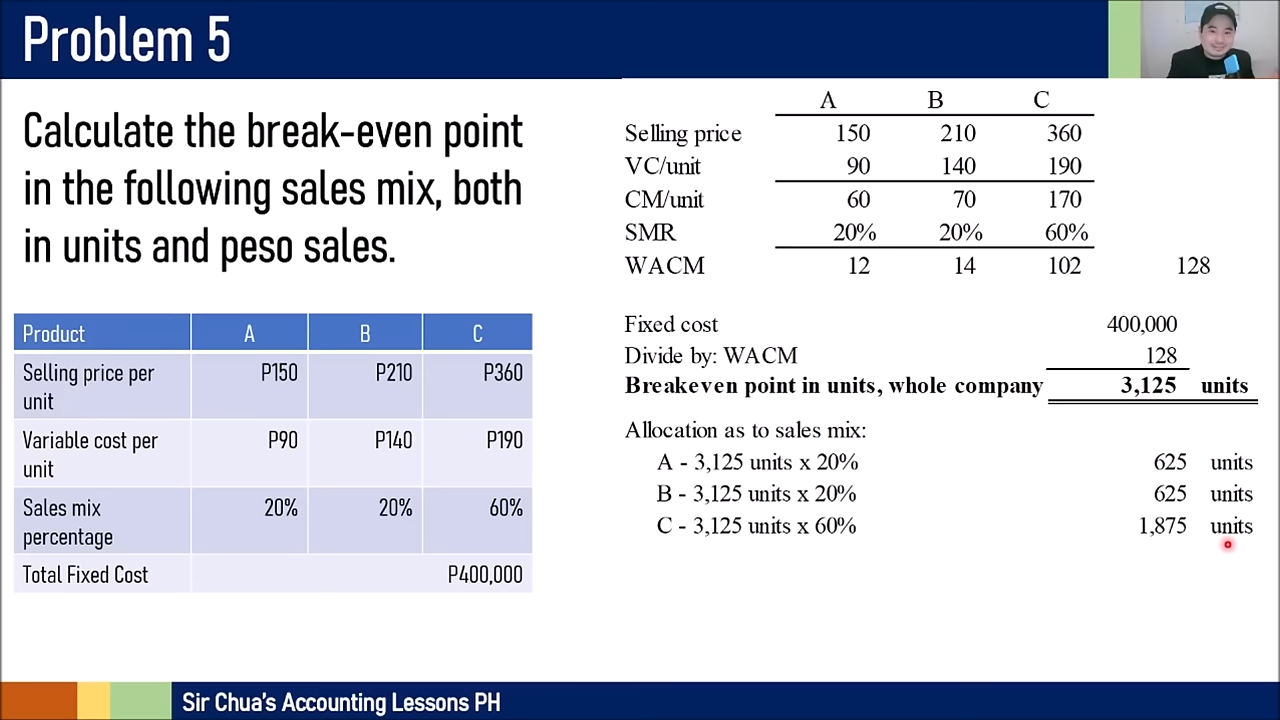 Problem 5
Calculate the break-even point
in the following sales mix, both
in units and peso sales.
Product A B C
Selling price per P150 P210 P360
unit
Variable cost per P90 P140 P190
unit
Sales mix 20% 20% 60%
percentage
Total Fixed Cost P400,000
A B C
Selling price 150 210 360
VC/unit 90 140 190
CM/unit 60 70 170
SMR 20% 20% 60%
WACM 12 14 102 128
Fixed cost 400,000
Divide by: WACM 128
Breakeven point in units, whole company 3,125 units
Allocation as to sales mix:
A - 3,125 units x 20% 625 units
B - 3,125 units x 20% 625 units
C - 3,125 units x 60% 1,875 units
Sir Chua's Accounting Lessons PH